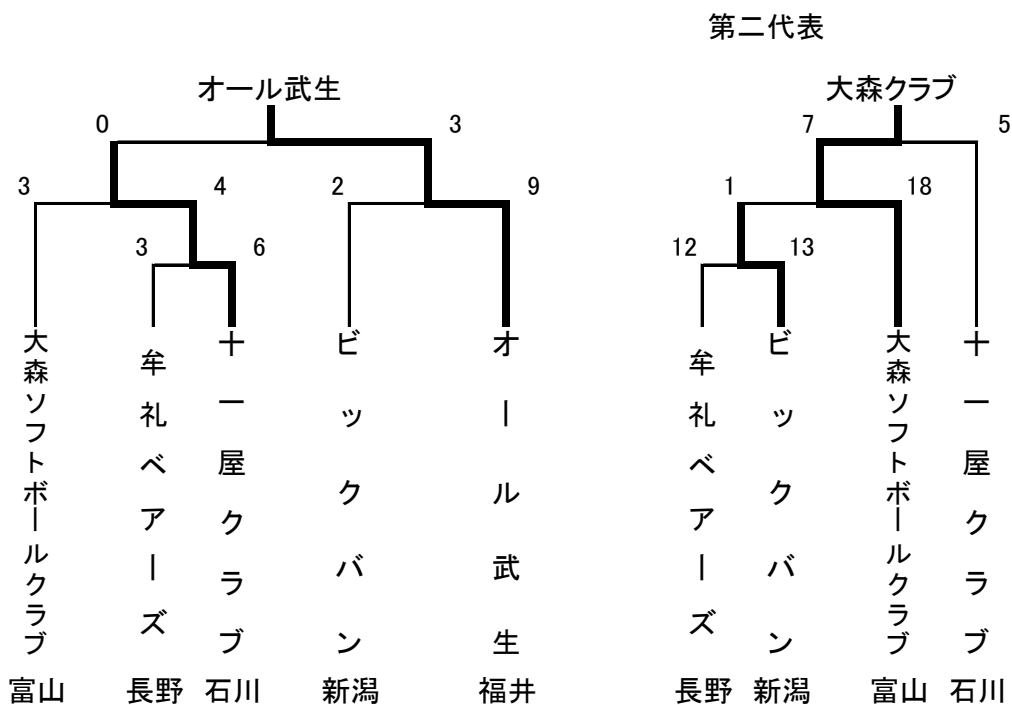 第二代表
オール武生
大森クラブ
0
3
7
5
3
4
2
9
1
18
3
6
12
13
大森ソフトボールクラブ
牟礼ベアーズ
十一屋クラブ
ビックバン
オール武生
牟礼ベアーズ
ビックバン
大森ソフトボールクラブ
十一屋クラブ
富山
長野
石川
新潟
福井
長野
新潟
富山
石川